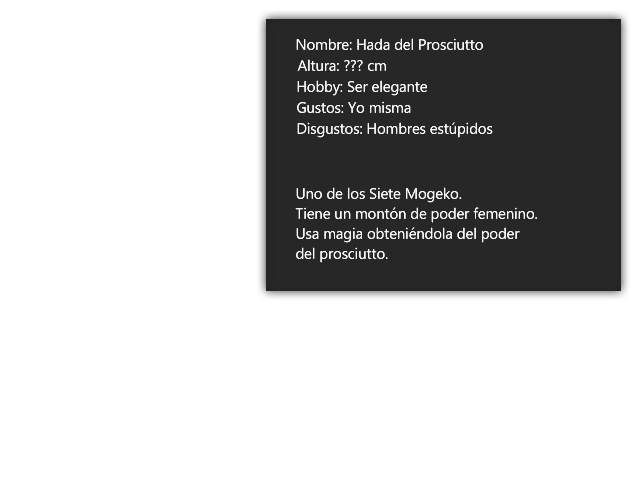 Nombre: Hada del Prosciutto
Altura: ??? cm
Hobby: Ser elegante
Gustos: Yo misma
Disgustos: Hombres estúpidos
Uno de los Siete Mogeko.
Tiene un montón de poder femenino.
Usa magia obteniéndola del poder
del prosciutto.